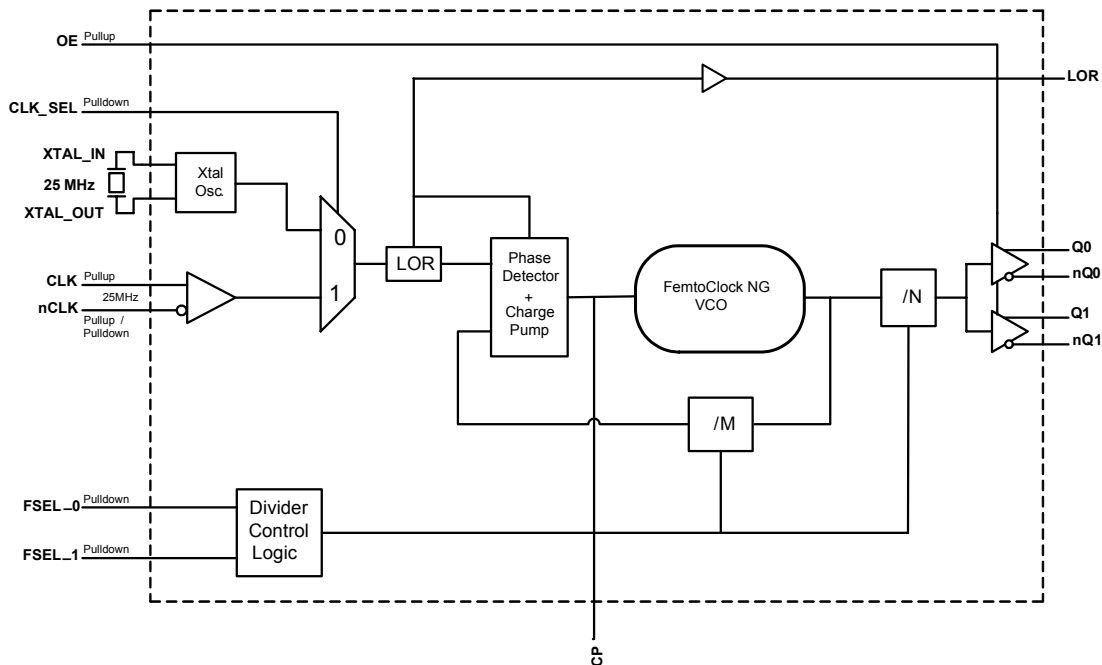 OE Pullup
LOR
CLK_SEL Pulldown
XTAL_IN
25 MHz
XTAL_OUT
Xtal
Osc.
0
1
LOR
Phase
Detector
+
Charge
Pump
FemtoClock NG
VCO
/N
Q0
nQ0
Q1
nQ1
CLK Pullup
nCLK 25MHz
Pullup /
Pulldown
/M
FSEL_0 Pulldown
FSEL_1 Pulldown
Divider
Control
Logic
CP